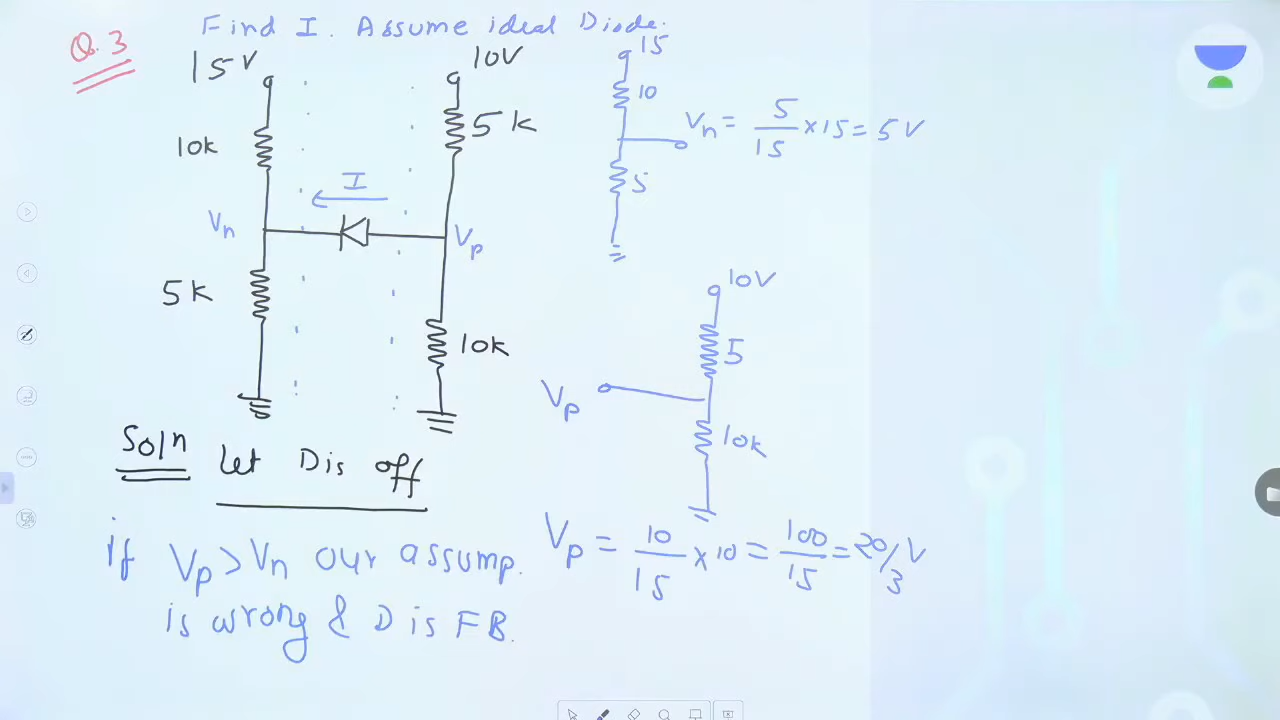 Q.3
Find I. Assume ideal Diode.
15V
10V
10k
5k
I
Vn
Vp
5k
10k
15
10
Vn = 5/15 × 15 = 5V
5
10V
5
Vp
10k
Soln Let D is off
if Vp > Vn our assump.
is wrong & D is FB.
Vp = 10/15 × 10 = 100/15 = 20/3 V